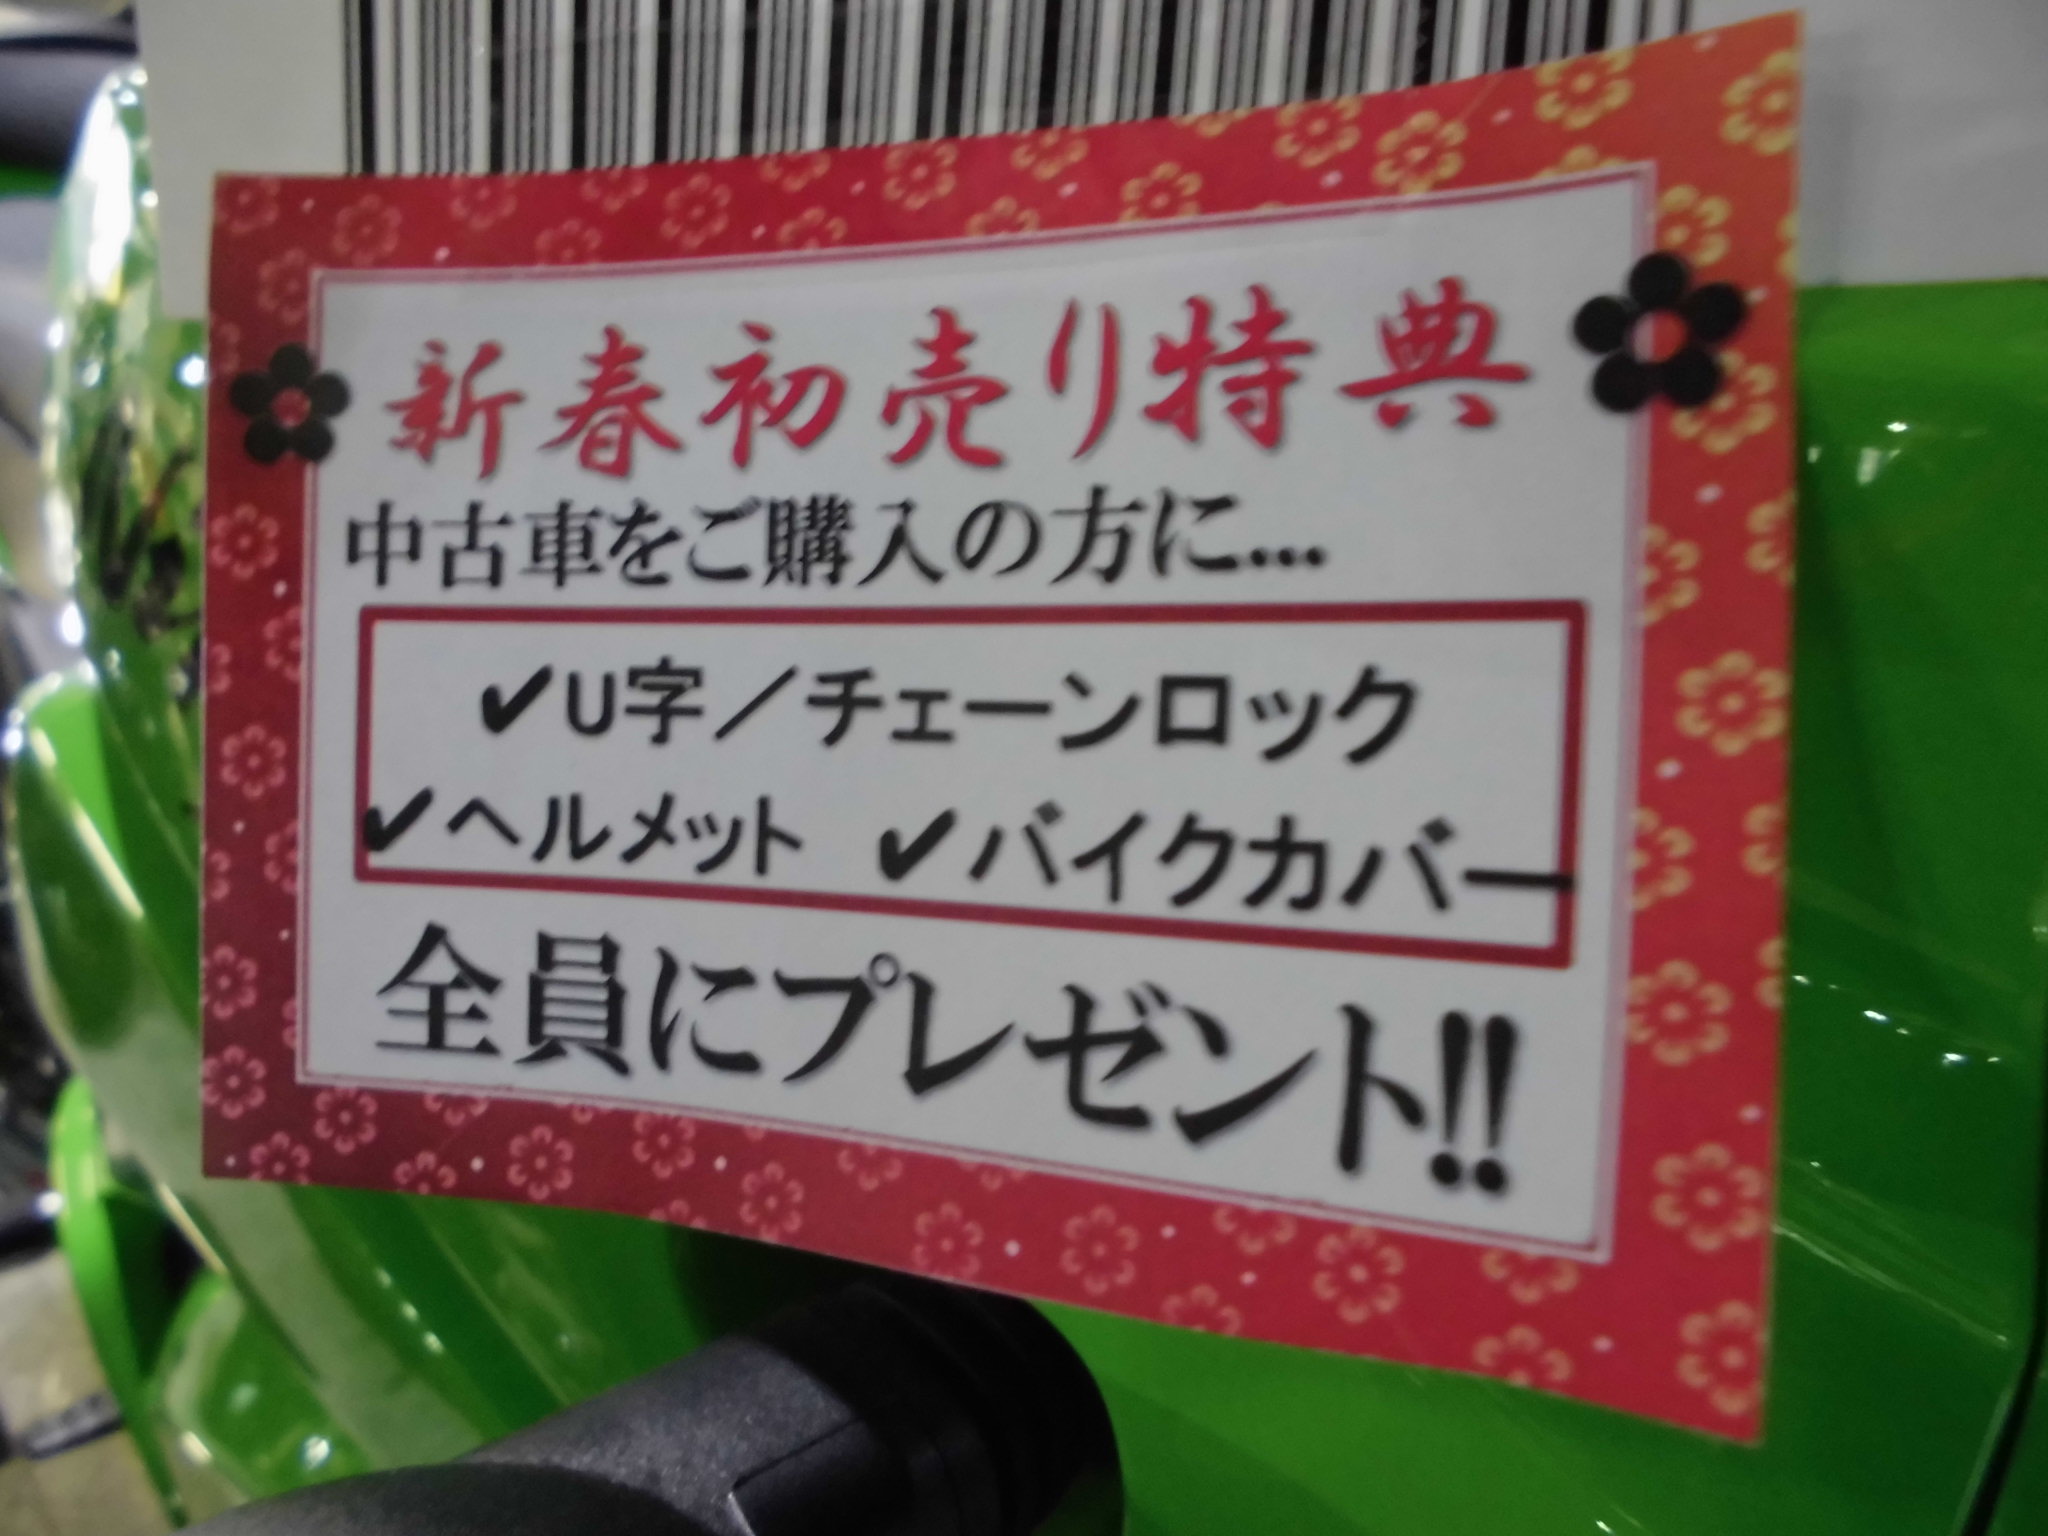 新春初売り特典
中古車をご購入の方に...
✔U字/チェーンロック
✔ヘルメット ✔バイクカバー
全員にプレゼント!!